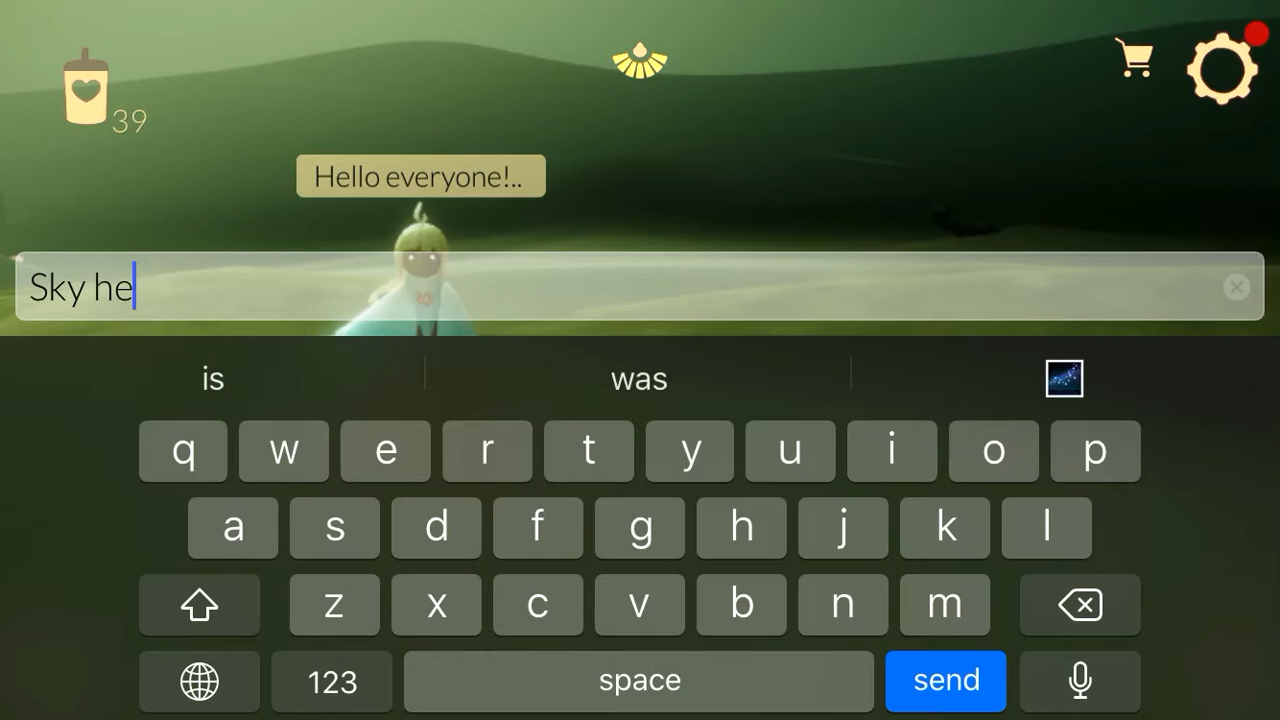 39
Hello everyone!..
Sky he
is was
q w e r t y u i o p
a s d f g h j k l
z x c v b n m
123 space send